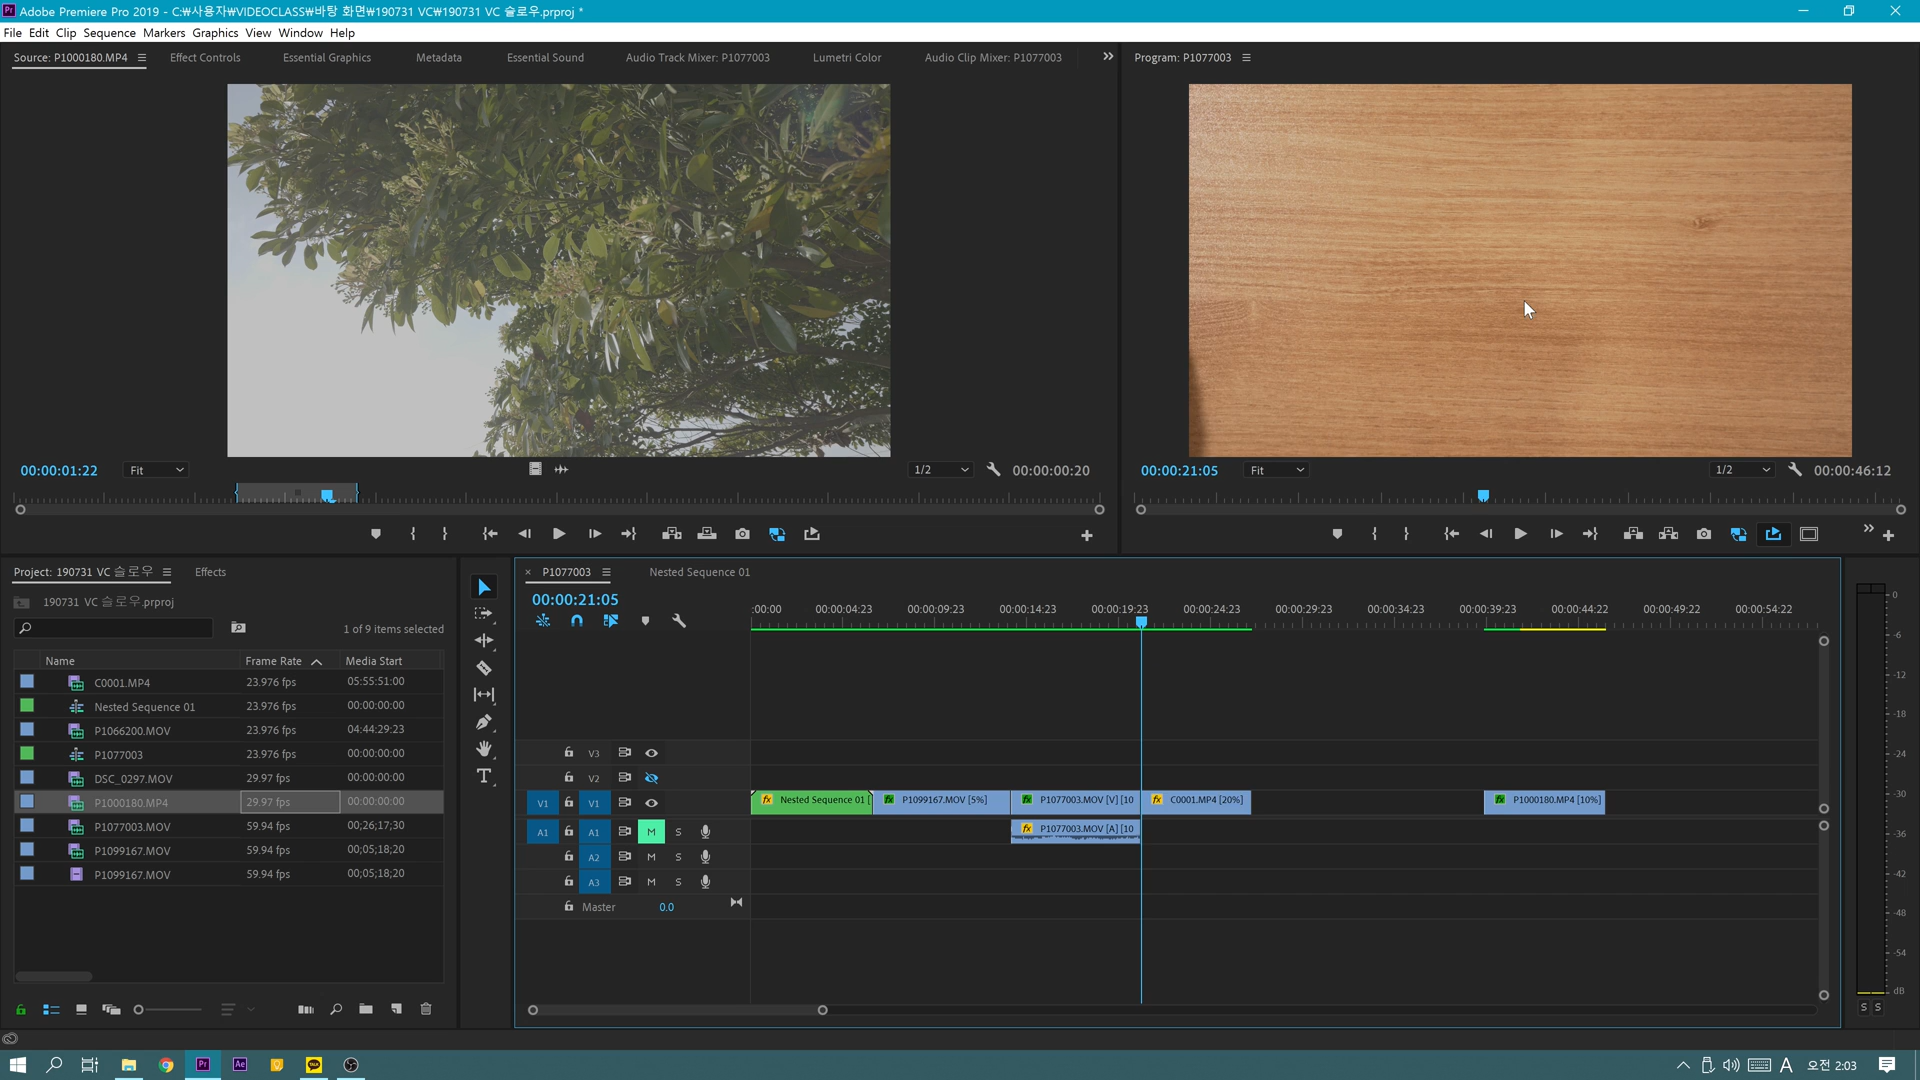 Adobe Premiere Pro 2019 - C:₩사용자₩VIDEOCLASS₩바탕 화면₩190731 VC₩190731 VC 슬로우.prproj *
File Edit Clip Sequence Markers Graphics View Window Help
Source: P1000180.MP4 Effect Controls Essential Graphics Metadata Essential Sound Audio Track Mixer: P1077003 Lumetri Color Audio Clip Mixer: P1077003
Program: P1077003
00:00:01:22 Fit 1/2 00:00:00:20
00:00:21:05 Fit 1/2 00:00:46:12
Project: 190731 VC 슬로우 Effects
190731 VC 슬로우.prproj
1 of 9 items selected
Name Frame Rate Media Start
C0001.MP4 23.976 fps 05:55:51:00
Nested Sequence 01 23.976 fps 00:00:00:00
P1066200.MOV 23.976 fps 04:44:29:23
P1077003 23.976 fps 00:00:00:00
DSC_0297.MOV 29.97 fps 00:00:00:00
P1000180.MP4 29.97 fps 00:00:00:00
P1077003.MOV 59.94 fps 00;26;17;30
P1099167.MOV 59.94 fps 00;05;18;20
P1099167.MOV 59.94 fps 00;05;18;20
P1077003 Nested Sequence 01
00:00:21:05
:00:00 00:00:04:23 00:00:09:23 00:00:14:23 00:00:19:23 00:00:24:23 00:00:29:23 00:00:34:23 00:00:39:23 00:00:44:22 00:00:49:22 00:00:54:22
V3
V2
V1 V1 fx Nested Sequence 01 [ fx P1099167.MOV [5%] fx P1077003.MOV [V] [10 fx C0001.MP4 [20%] fx P1000180.MP4 [10%]
A1 A1 M S fx P1077003.MOV [A] [10
A2 M S
A3 M S
Master 0.0
0
-6
-12
-18
-24
-30
-36
-42
-48
-54
dB
S S
Pr Ae TALK A 오전 2:03